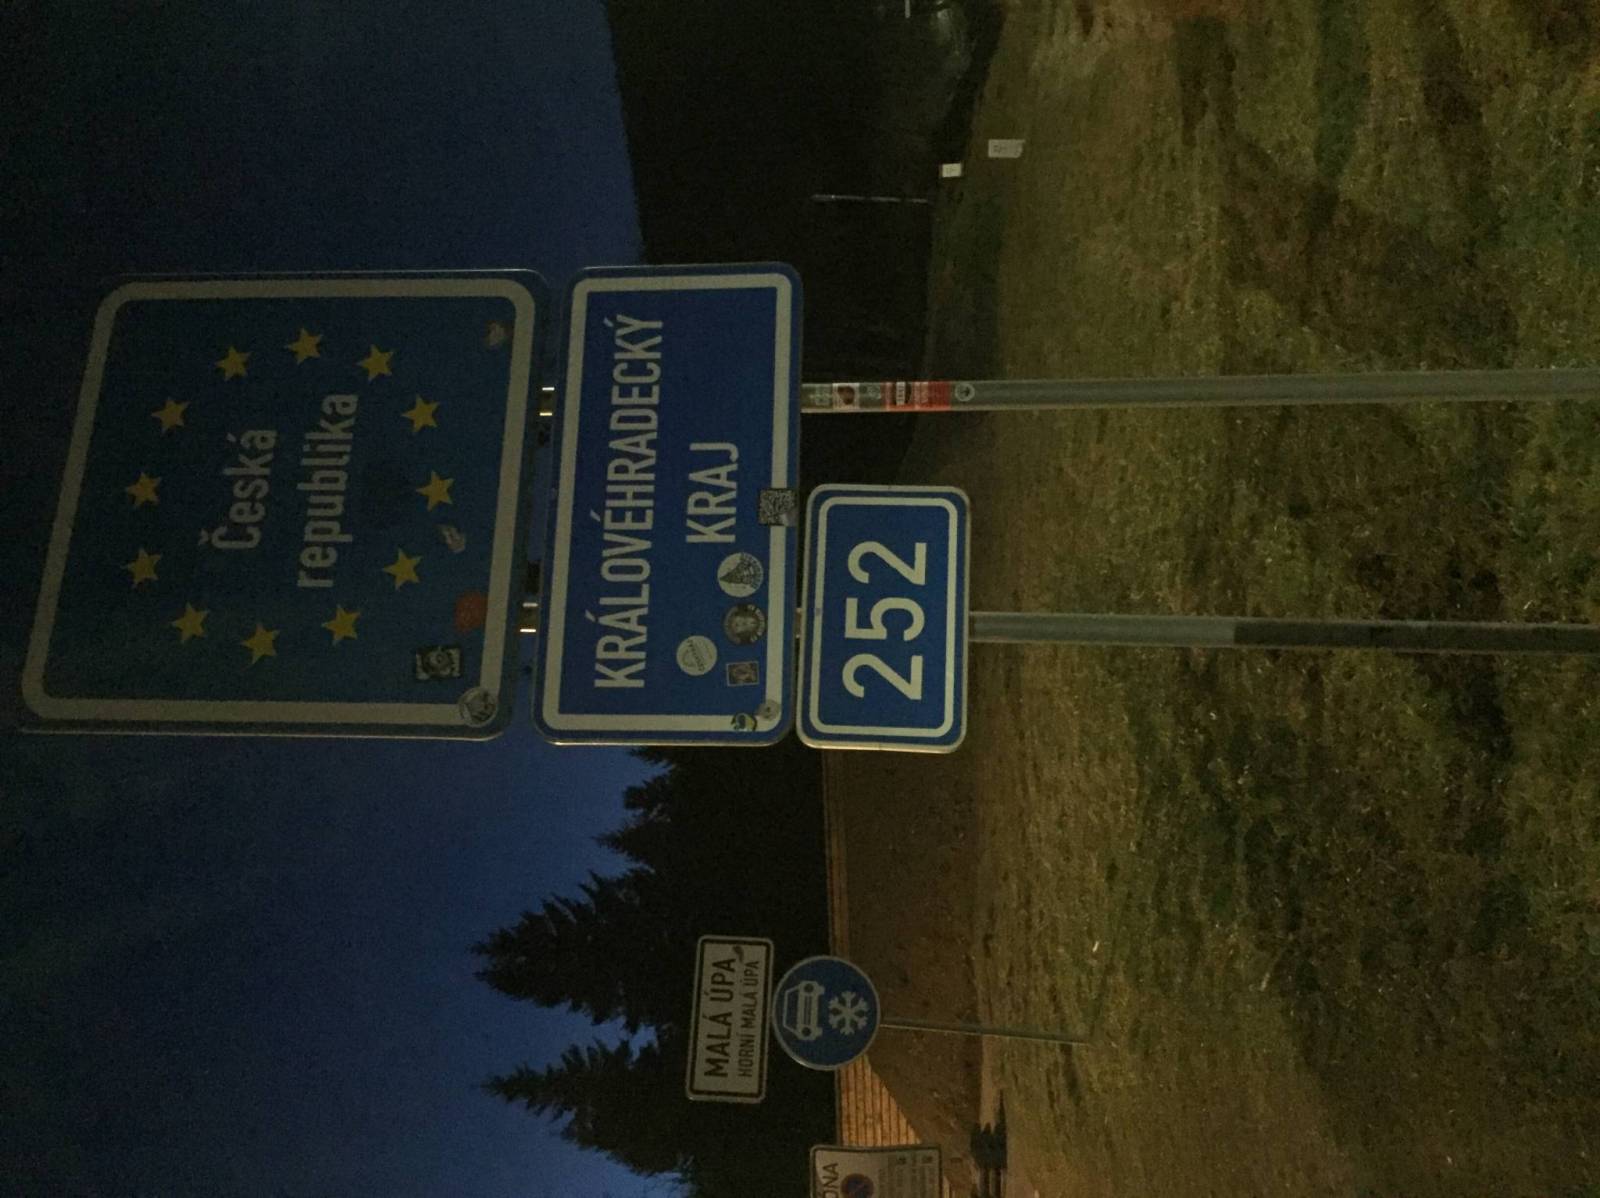 Česká
republika
KRÁLOVÉHRADECKÝ
KRAJ
252
MALÁ ÚPA
HORNÍ MALÁ ÚPA